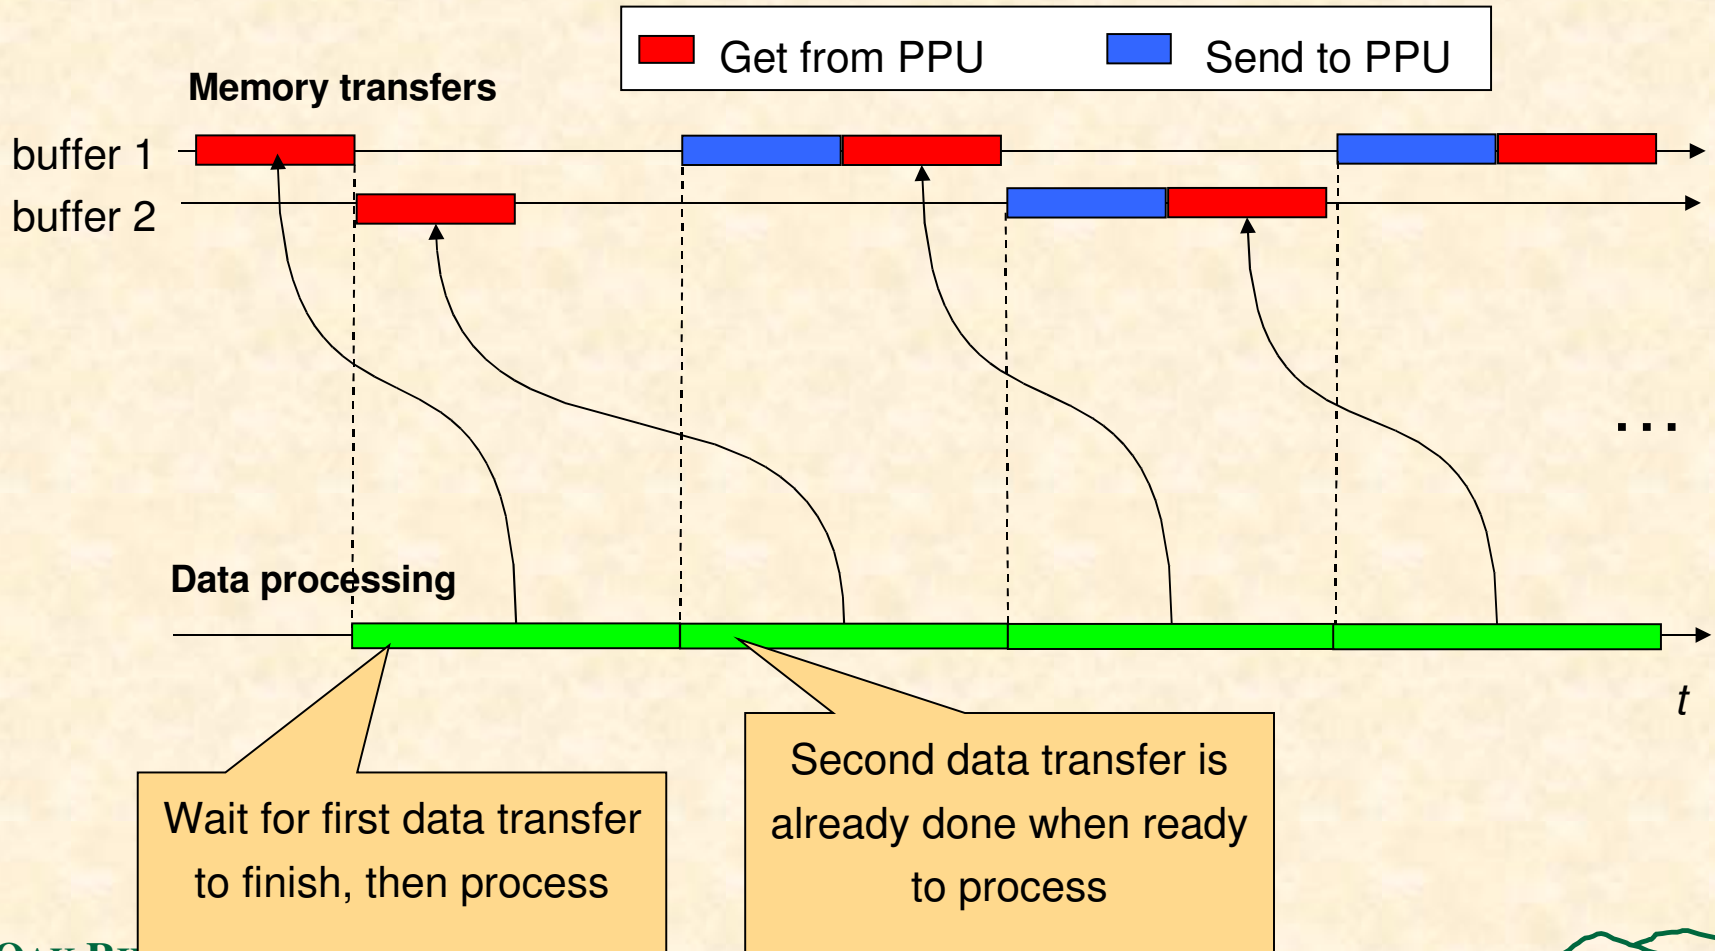 Get from PPU
Send to PPU
Memory transfers
buffer 1
buffer 2
...
Data processing
t
Wait for first data transfer
to finish, then process
Second data transfer is
already done when ready
to process
OAK